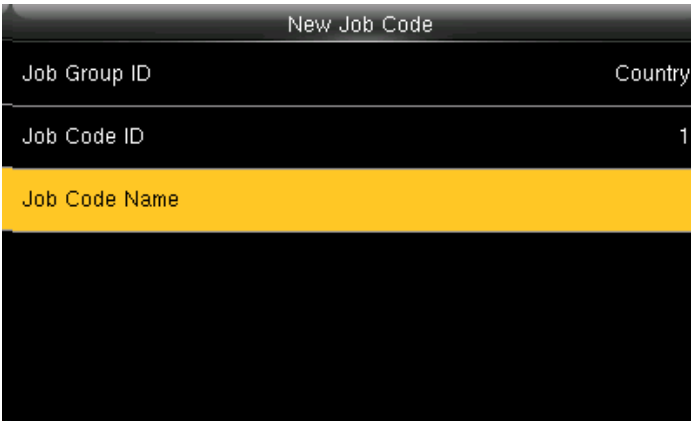 New Job Code
Job Group ID Country
Job Code ID 1
Job Code Name